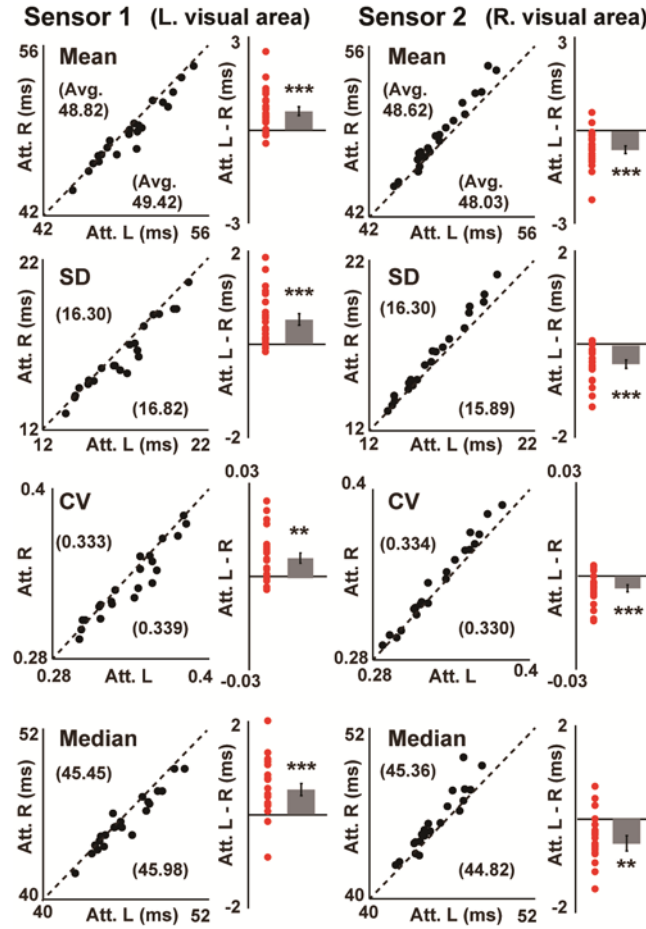 Sensor 1 (L. visual area)
Sensor 2 (R. visual area)
56
Mean
(Avg.
48.82)
(Avg.
49.42)
Att. R (ms)
42
42
Att. L (ms)
56
3
***
Att. L - R (ms)
-3
56
Mean
(Avg.
48.62)
(Avg.
48.03)
Att. R (ms)
42
42
Att. L (ms)
56
3
***
Att. L - R (ms)
-3
22
SD
(16.30)
(16.82)
Att. R (ms)
12
12
Att. L (ms)
22
2
***
Att. L - R (ms)
-2
22
SD
(16.30)
(15.89)
Att. R (ms)
12
12
Att. L (ms)
22
2
***
Att. L - R (ms)
-2
0.4
CV
(0.333)
(0.339)
Att. R
0.28
0.28
Att. L
0.4
0.03
**
Att. L - R
-0.03
0.4
CV
(0.334)
(0.330)
Att. R
0.28
0.28
Att. L
0.4
0.03
***
Att. L - R
-0.03
52
Median
(45.45)
(45.98)
Att. R (ms)
40
40
Att. L (ms)
52
2
***
Att. L - R (ms)
-2
52
Median
(45.36)
(44.82)
Att. R (ms)
40
40
Att. L (ms)
52
2
**
Att. L - R (ms)
-2